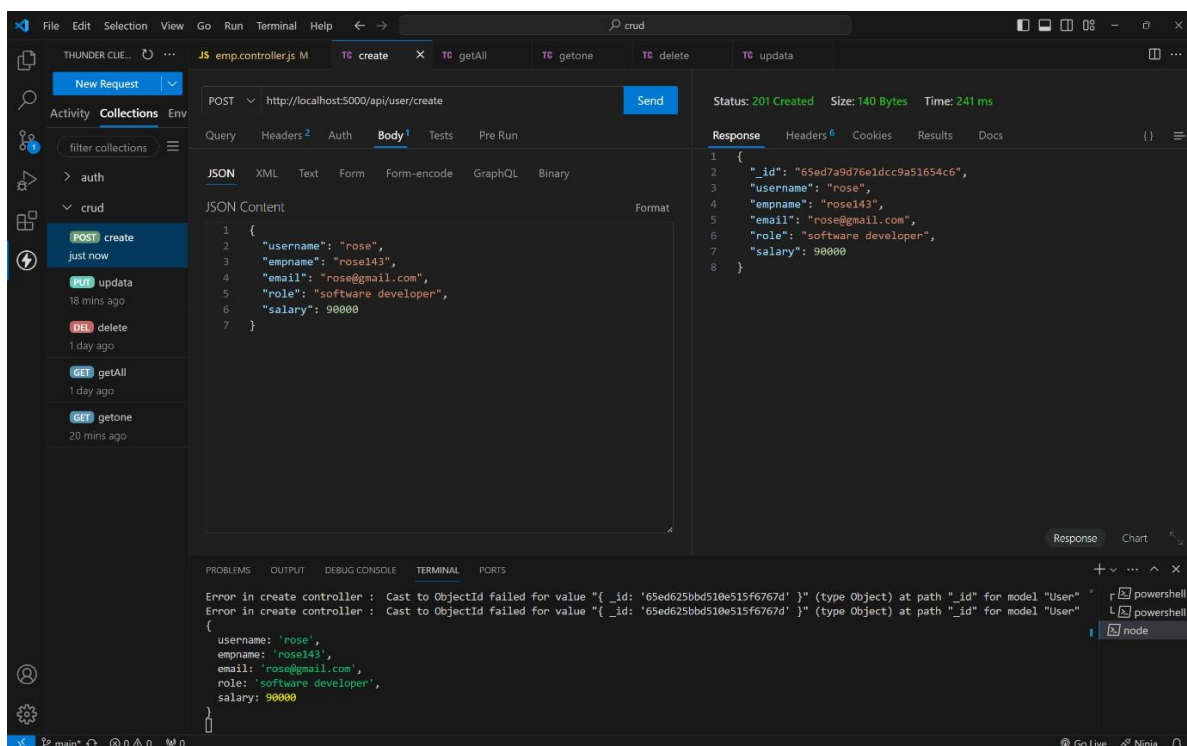 File Edit Selection View Go Run Terminal Help ← → crud
THUNDER CLIE... ...
JS emp.controller.js M TC create × TC getAll TC getone TC delete TC updata ...
New Request
Activity Collections Env
filter collections
auth
crud
POST create
just now
PUT updata
18 mins ago
DEL delete
1 day ago
GET getAll
1 day ago
GET getone
20 mins ago
POST http://localhost:5000/api/user/create Send
Query Headers 2 Auth Body 1 Tests Pre Run
JSON XML Text Form Form-encode GraphQL Binary
JSON Content Format
1 {
2 "username": "rose",
3 "empname": "rose143",
4 "email": "rose@gmail.com",
5 "role": "software developer",
6 "salary": 90000
7 }
Status: 201 Created Size: 140 Bytes Time: 241 ms
Response Headers 6 Cookies Results Docs {}
1 {
2 "_id": "65ed7a9d76e1dcc9a51654c6",
3 "username": "rose",
4 "empname": "rose143",
5 "email": "rose@gmail.com",
6 "role": "software developer",
7 "salary": 90000
8 }
Response Chart
PROBLEMS OUTPUT DEBUG CONSOLE TERMINAL PORTS
Error in create controller : Cast to ObjectId failed for value "{ _id: '65ed625bbd510e515f6767d' }" (type Object) at path "_id" for model "User"
Error in create controller : Cast to ObjectId failed for value "{ _id: '65ed625bbd510e515f6767d' }" (type Object) at path "_id" for model "User"
{
username: 'rose',
empname: 'rose143',
email: 'rose@gmail.com',
role: 'software developer',
salary: 90000
}
powershell
powershell
node
1
main* 0 0 0 Go Live Ninja